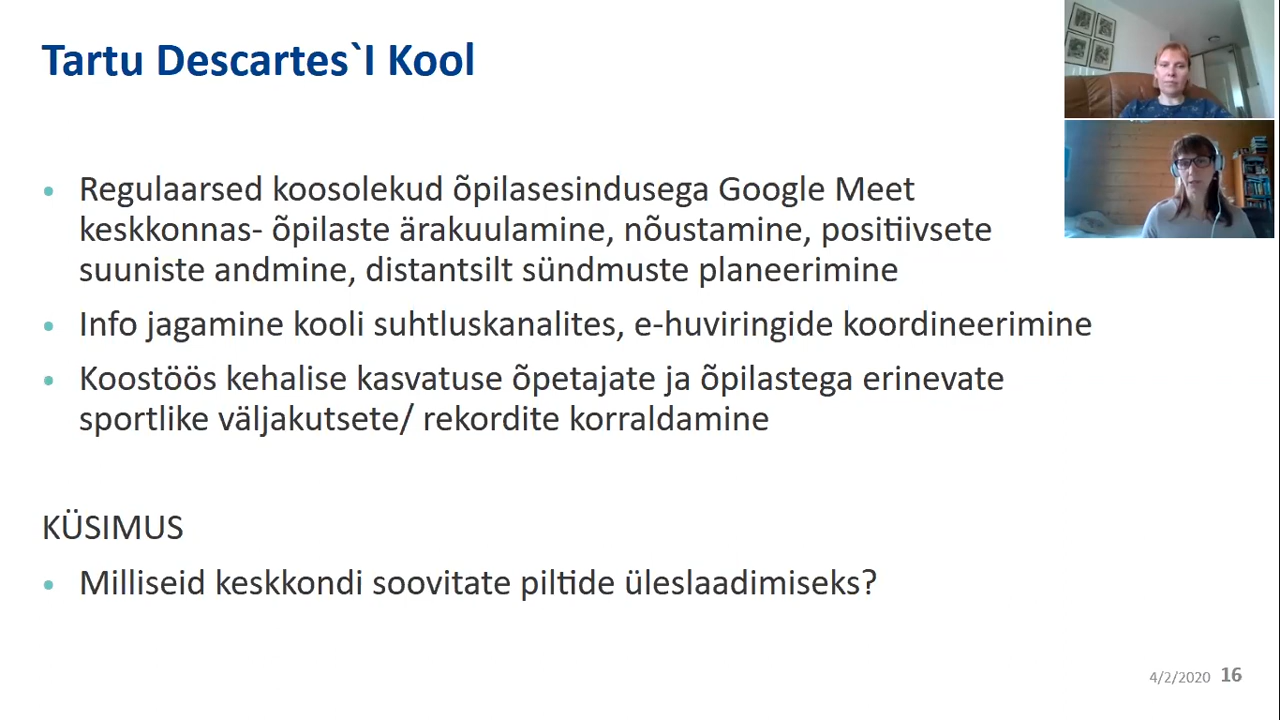 Tartu Descartes`I Kool
• Regulaarsed koosolekud õpilasesindusega Google Meet
keskkonnas- õpilaste ärakuulamine, nõustamine, positiivsete
suuniste andmine, distantsilt sündmuste planeerimine
• Info jagamine kooli suhtluskanalites, e-huviringide koordineerimine
• Koostöös kehalise kasvatuse õpetajate ja õpilastega erinevate
sportlike väljakutsete/ rekordite korraldamine
KÜSIMUS
• Milliseid keskkondi soovitate piltide üleslaadimiseks?
4/2/2020 16